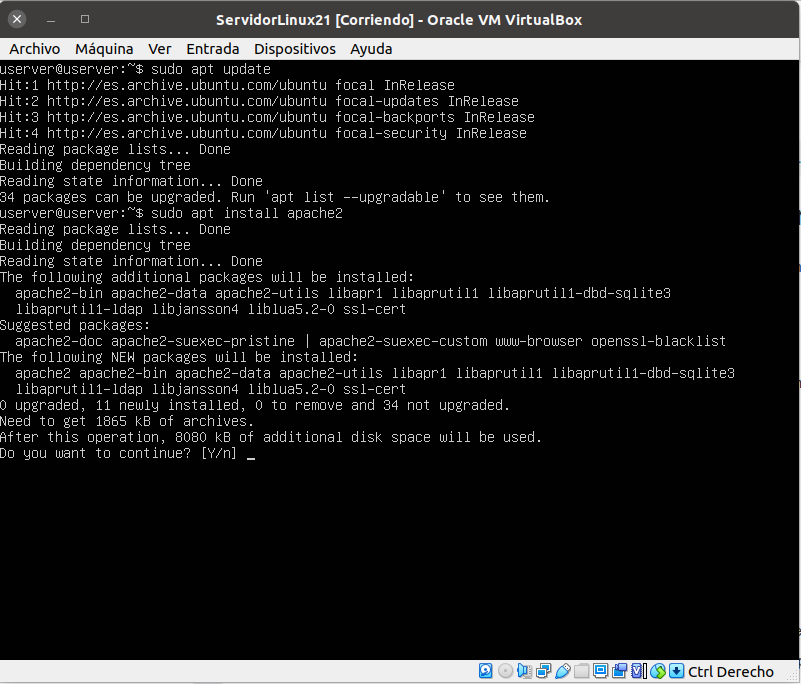 ServidorLinux21 [Corriendo] - Oracle VM VirtualBox
Archivo Máquina Ver Entrada Dispositivos Ayuda
userver@userver:~$ sudo apt update
Hit:1 http://es.archive.ubuntu.com/ubuntu focal InRelease
Hit:2 http://es.archive.ubuntu.com/ubuntu focal-updates InRelease
Hit:3 http://es.archive.ubuntu.com/ubuntu focal-backports InRelease
Hit:4 http://es.archive.ubuntu.com/ubuntu focal-security InRelease
Reading package lists... Done
Building dependency tree
Reading state information... Done
34 packages can be upgraded. Run 'apt list --upgradable' to see them.
userver@userver:~$ sudo apt install apache2
Reading package lists... Done
Building dependency tree
Reading state information... Done
The following additional packages will be installed:
  apache2-bin apache2-data apache2-utils libapr1 libaprutil1 libaprutil1-dbd-sqlite3
  libaprutil1-ldap libjansson4 liblua5.2-0 ssl-cert
Suggested packages:
  apache2-doc apache2-suexec-pristine | apache2-suexec-custom www-browser openssl-blacklist
The following NEW packages will be installed:
  apache2 apache2-bin apache2-data apache2-utils libapr1 libaprutil1 libaprutil1-dbd-sqlite3
  libaprutil1-ldap libjansson4 liblua5.2-0 ssl-cert
0 upgraded, 11 newly installed, 0 to remove and 34 not upgraded.
Need to get 1865 kB of archives.
After this operation, 8080 kB of additional disk space will be used.
Do you want to continue? [Y/n] _
Ctrl Derecho